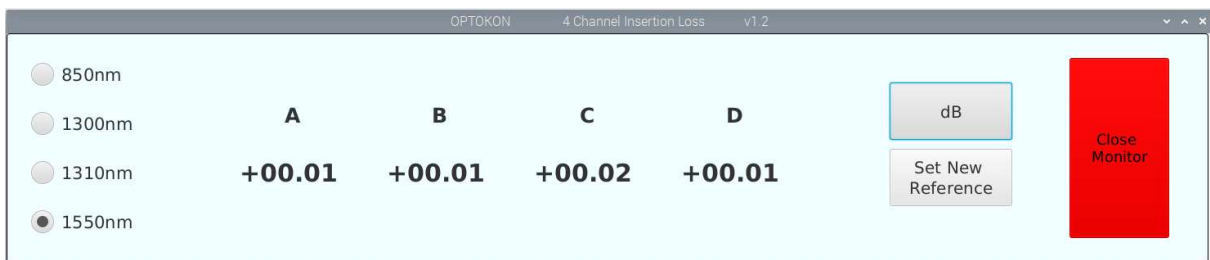 OPTOKON 4 Channel Insertion Loss v1.2
850nm
1300nm
1310nm
1550nm
A B C D
+00.01 +00.01 +00.02 +00.01
dB
Set New
Reference
Close
Monitor